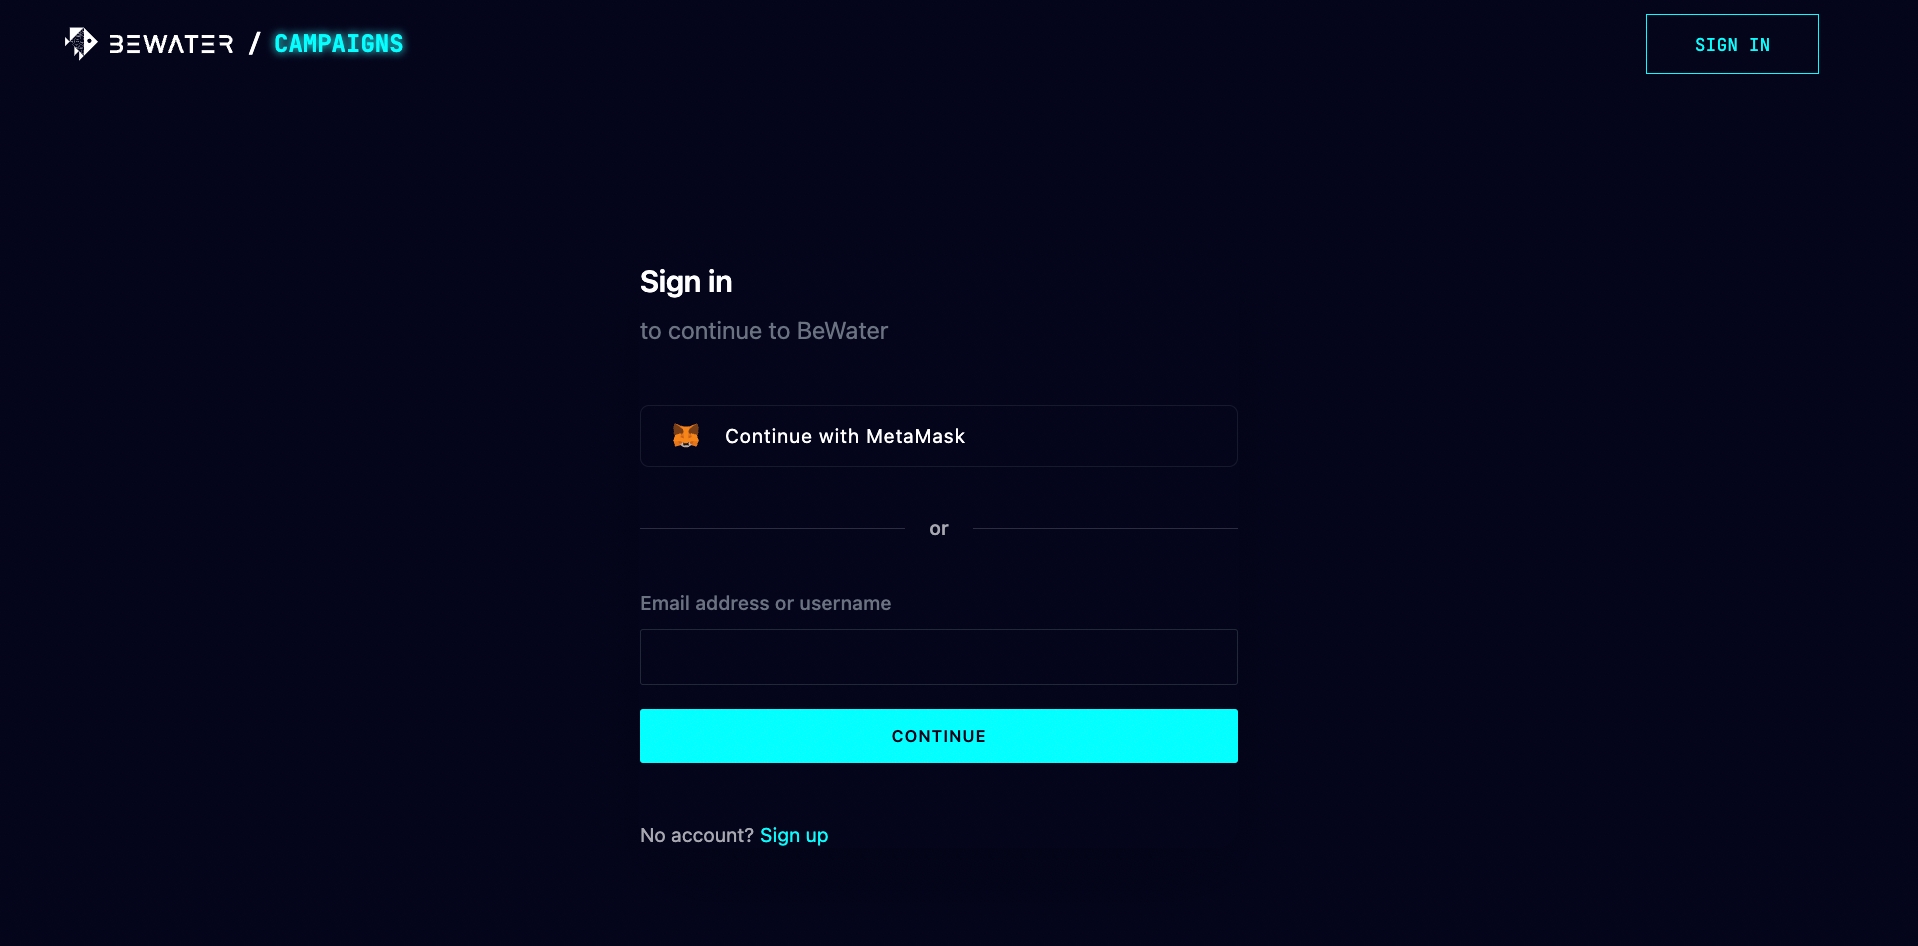 BEWATER / CAMPAIGNS
SIGN IN
Sign in
to continue to BeWater
Continue with MetaMask
or
Email address or username
CONTINUE
No account? Sign up